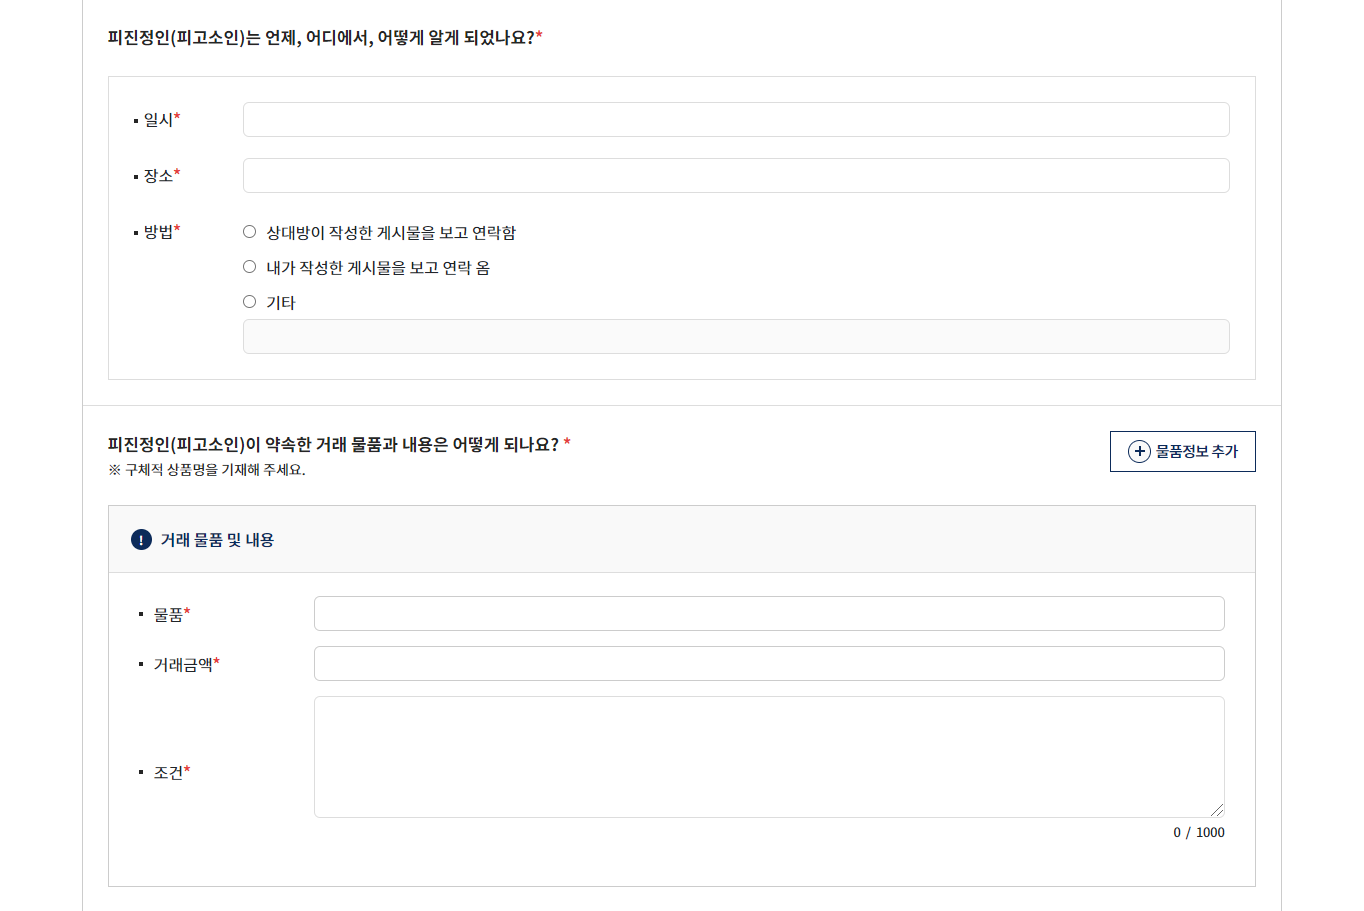 피진정인(피고소인)는 언제, 어디에서, 어떻게 알게 되었나요?*
일시*
장소*
방법*
상대방이 작성한 게시물을 보고 연락함
내가 작성한 게시물을 보고 연락 옴
기타
피진정인(피고소인)이 약속한 거래 물품과 내용은 어떻게 되나요? *
※ 구체적 상품명을 기재해 주세요.
물품정보 추가
거래 물품 및 내용
물품*
거래금액*
조건*
0 / 1000